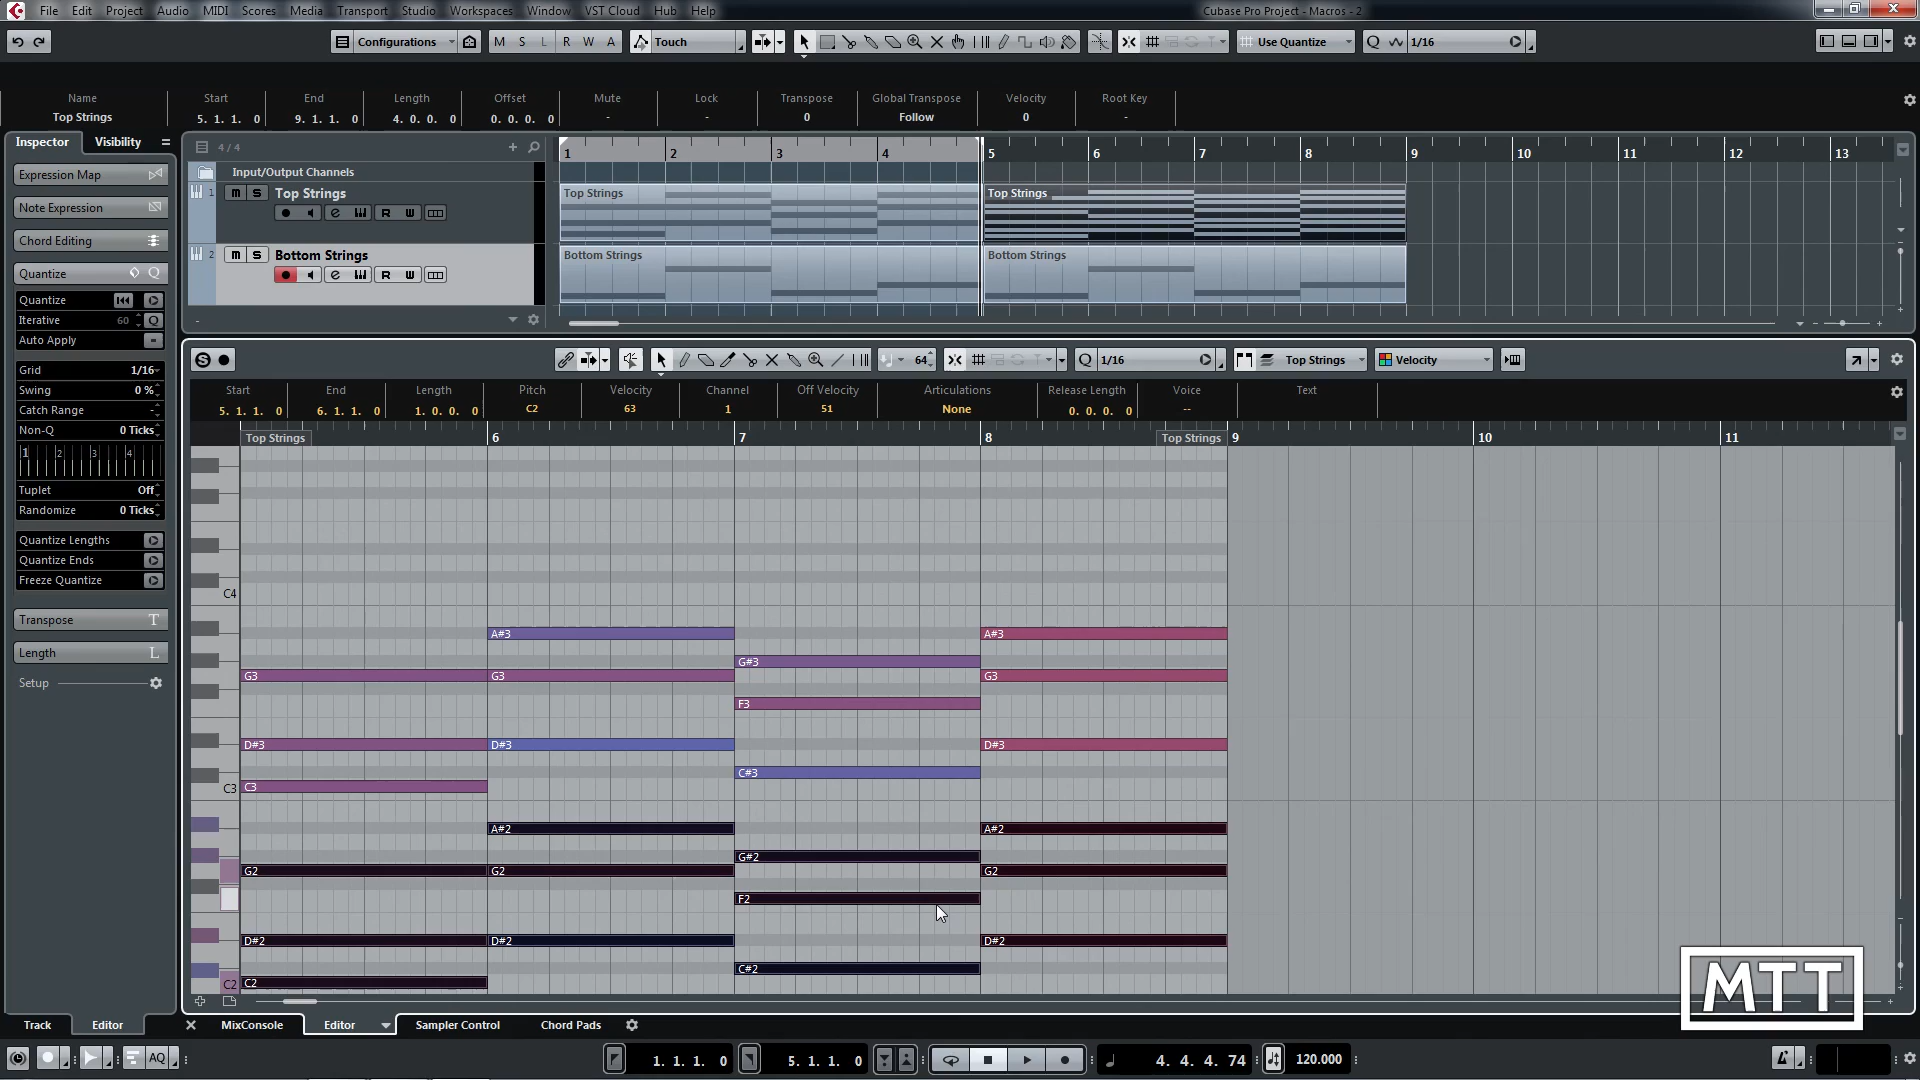 File Edit Project Audio MIDI Scores Media Transport Studio Workspaces Window VST Cloud Hub Help
Cubase Pro Project - Macros - 2
Configurations M S L R W A Touch Use Quantize Q 1/16
Name Start End Length Offset Mute Lock Transpose Global Transpose Velocity Root Key
Top Strings 5. 1. 1. 0 9. 1. 1. 0 4. 0. 0. 0 0. 0. 0. 0 - - 0 Follow 0 -
Inspector Visibility
4 / 4
1 2 3 4 5 6 7 8 9 10 11 12 13
Expression Map
Note Expression
Chord Editing
Quantize Q
Quantize
Iterative 60 Q
Auto Apply
Grid 1/16
Swing 0 %
Catch Range -
Non-Q 0 Ticks
1 2 3 4
Tuplet Off
Randomize 0 Ticks
Quantize Lengths
Quantize Ends
Freeze Quantize
Transpose T
Length L
Setup
Input/Output Channels
1 m S Top Strings
e R W
2 m S Bottom Strings
e R W
Top Strings Top Strings
Bottom Strings Bottom Strings
S 64 Q 1/16 Top Strings Velocity
Start End Length Pitch Velocity Channel Off Velocity Articulations Release Length Voice Text
5. 1. 1. 0 6. 1. 1. 0 1. 0. 0. 0 C2 63 1 51 None 0. 0. 0. 0 --
Top Strings 6 7 8 Top Strings 9 10 11
C4
A#3 A#3
G#3
G3 G3 G3
F3
D#3 D#3 D#3
C#3
C3 C3
A#2 A#2
G#2
G2 G2 G2
F2
D#2 D#2 D#2
C#2
C2 C2
MTT
Track Editor MixConsole Editor Sampler Control Chord Pads
AQ 1. 1. 1. 0 5. 1. 1. 0 4. 4. 4. 74 120.000